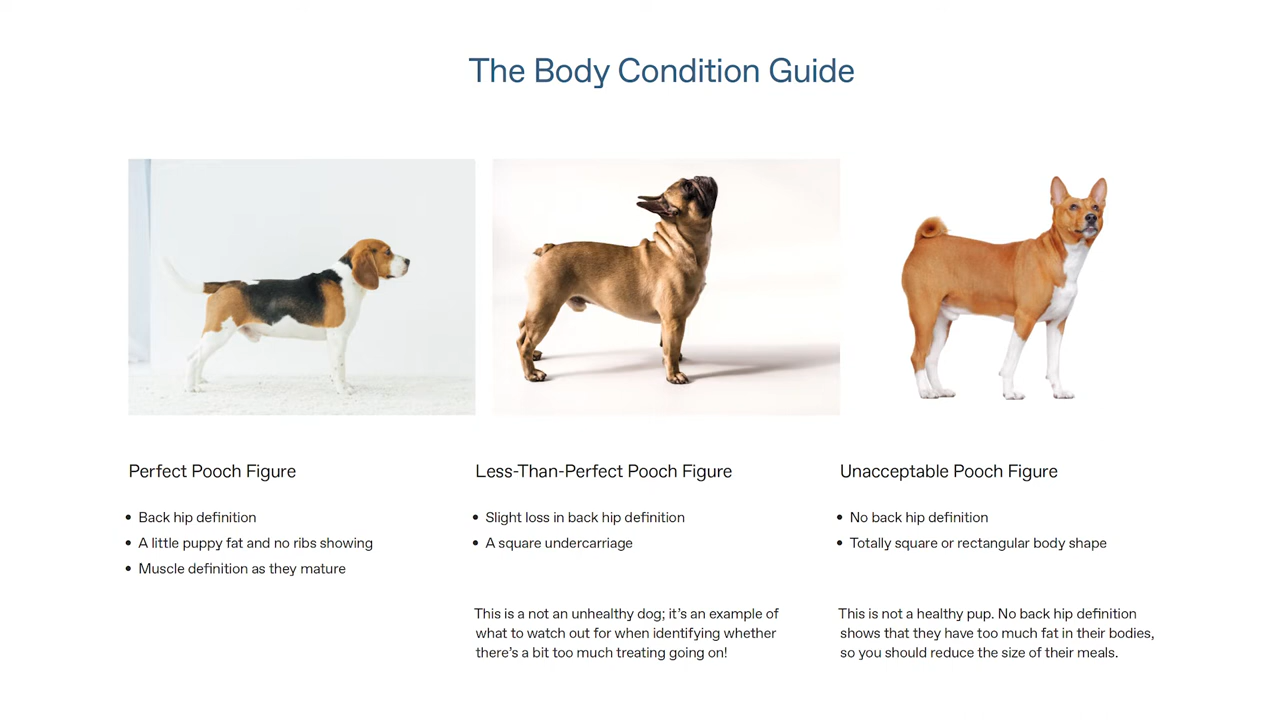 The Body Condition Guide
Perfect Pooch Figure
• Back hip definition
• A little puppy fat and no ribs showing
• Muscle definition as they mature
Less-Than-Perfect Pooch Figure
• Slight loss in back hip definition
• A square undercarriage
This is a not an unhealthy dog; it's an example of
what to watch out for when identifying whether
there's a bit too much treating going on!
Unacceptable Pooch Figure
• No back hip definition
• Totally square or rectangular body shape
This is not a healthy pup. No back hip definition
shows that they have too much fat in their bodies,
so you should reduce the size of their meals.